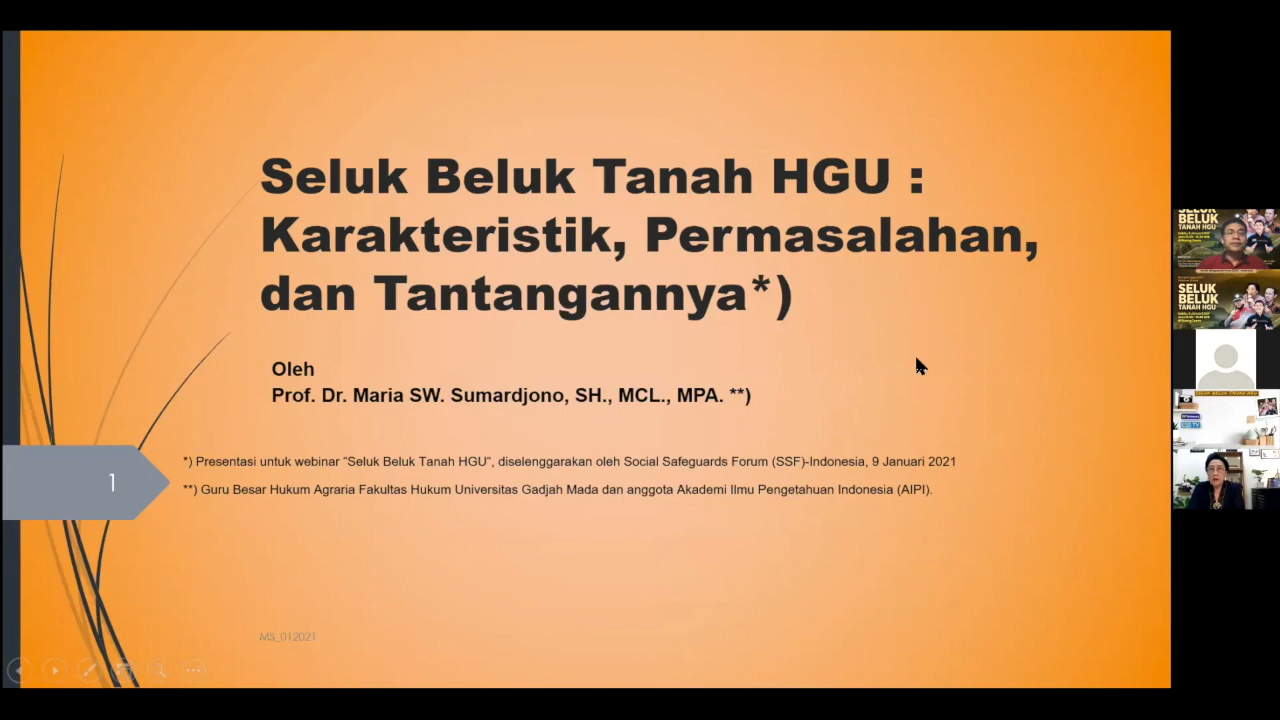 Seluk Beluk Tanah HGU :
Karakteristik, Permasalahan,
dan Tantangannya*)
Oleh
Prof. Dr. Maria SW. Sumardjono, SH., MCL., MPA. **)
*) Presentasi untuk webinar “Seluk Beluk Tanah HGU”, diselenggarakan oleh Social Safeguards Forum (SSF)-Indonesia, 9 Januari 2021
**) Guru Besar Hukum Agraria Fakultas Hukum Universitas Gadjah Mada dan anggota Akademi Ilmu Pengetahuan Indonesia (AIPI).
1
MS_012021
SELUK
BELUK
TANAH HGU
SELUK
BELUK
TANAH HGU